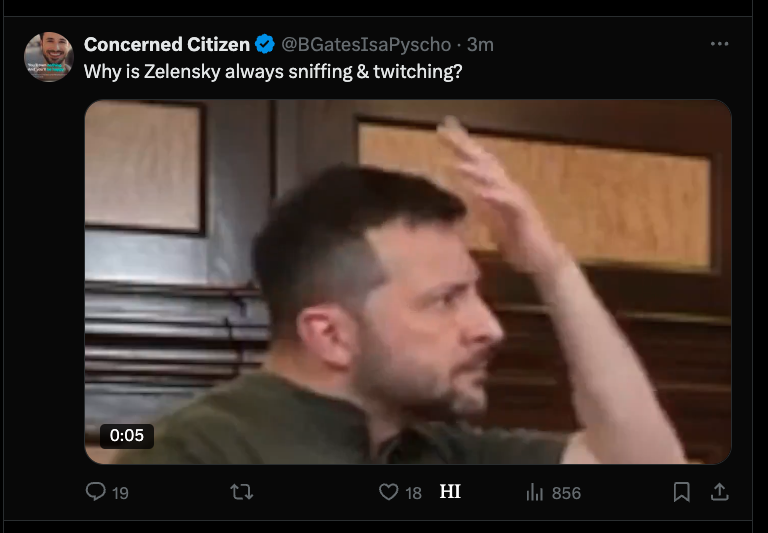 Concerned Citizen @BGatesIsaPyscho · 3m
Why is Zelensky always sniffing & twitching?
0:05
19 18 HI 856